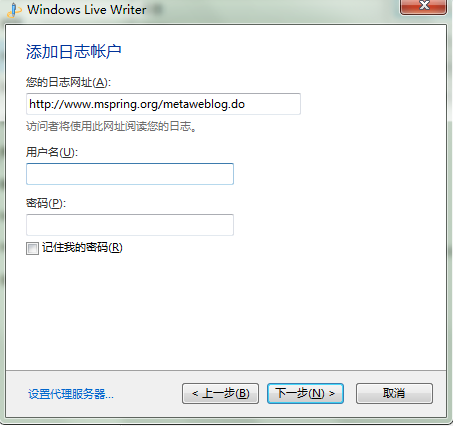 Windows Live Writer
添加日志帐户
您的日志网址(A):
http://www.mspring.org/metaweblog.do
访问者将使用此网址阅读您的日志。
用户名(U):
密码(P):
记住我的密码(R)
设置代理服务器... < 上一步(B) 下一步(N) > 取消